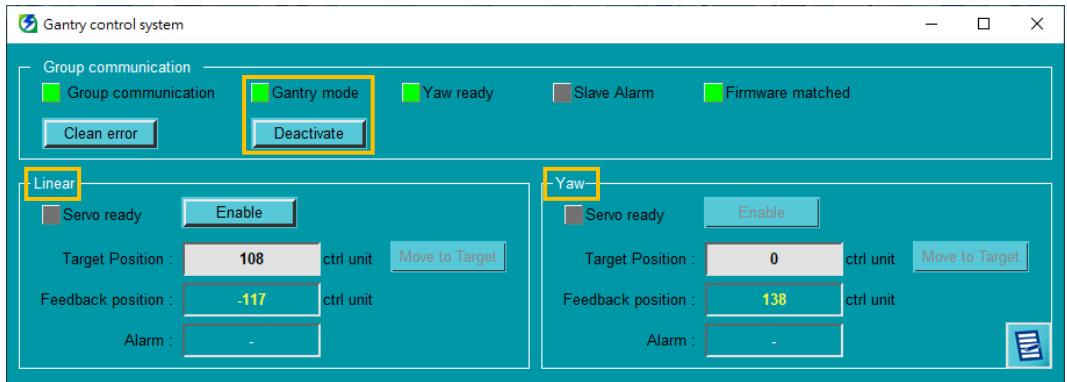 Gantry control system
Group communication
Group communication Gantry mode Yaw ready Slave Alarm Firmware matched
Clean error Deactivate
Linear
Servo ready Enable
Target Position : 108 ctrl unit Move to Target
Feedback position : -117 ctrl unit
Alarm : -
Yaw
Servo ready Enable
Target Position : 0 ctrl unit Move to Target
Feedback position : 138 ctrl unit
Alarm : -